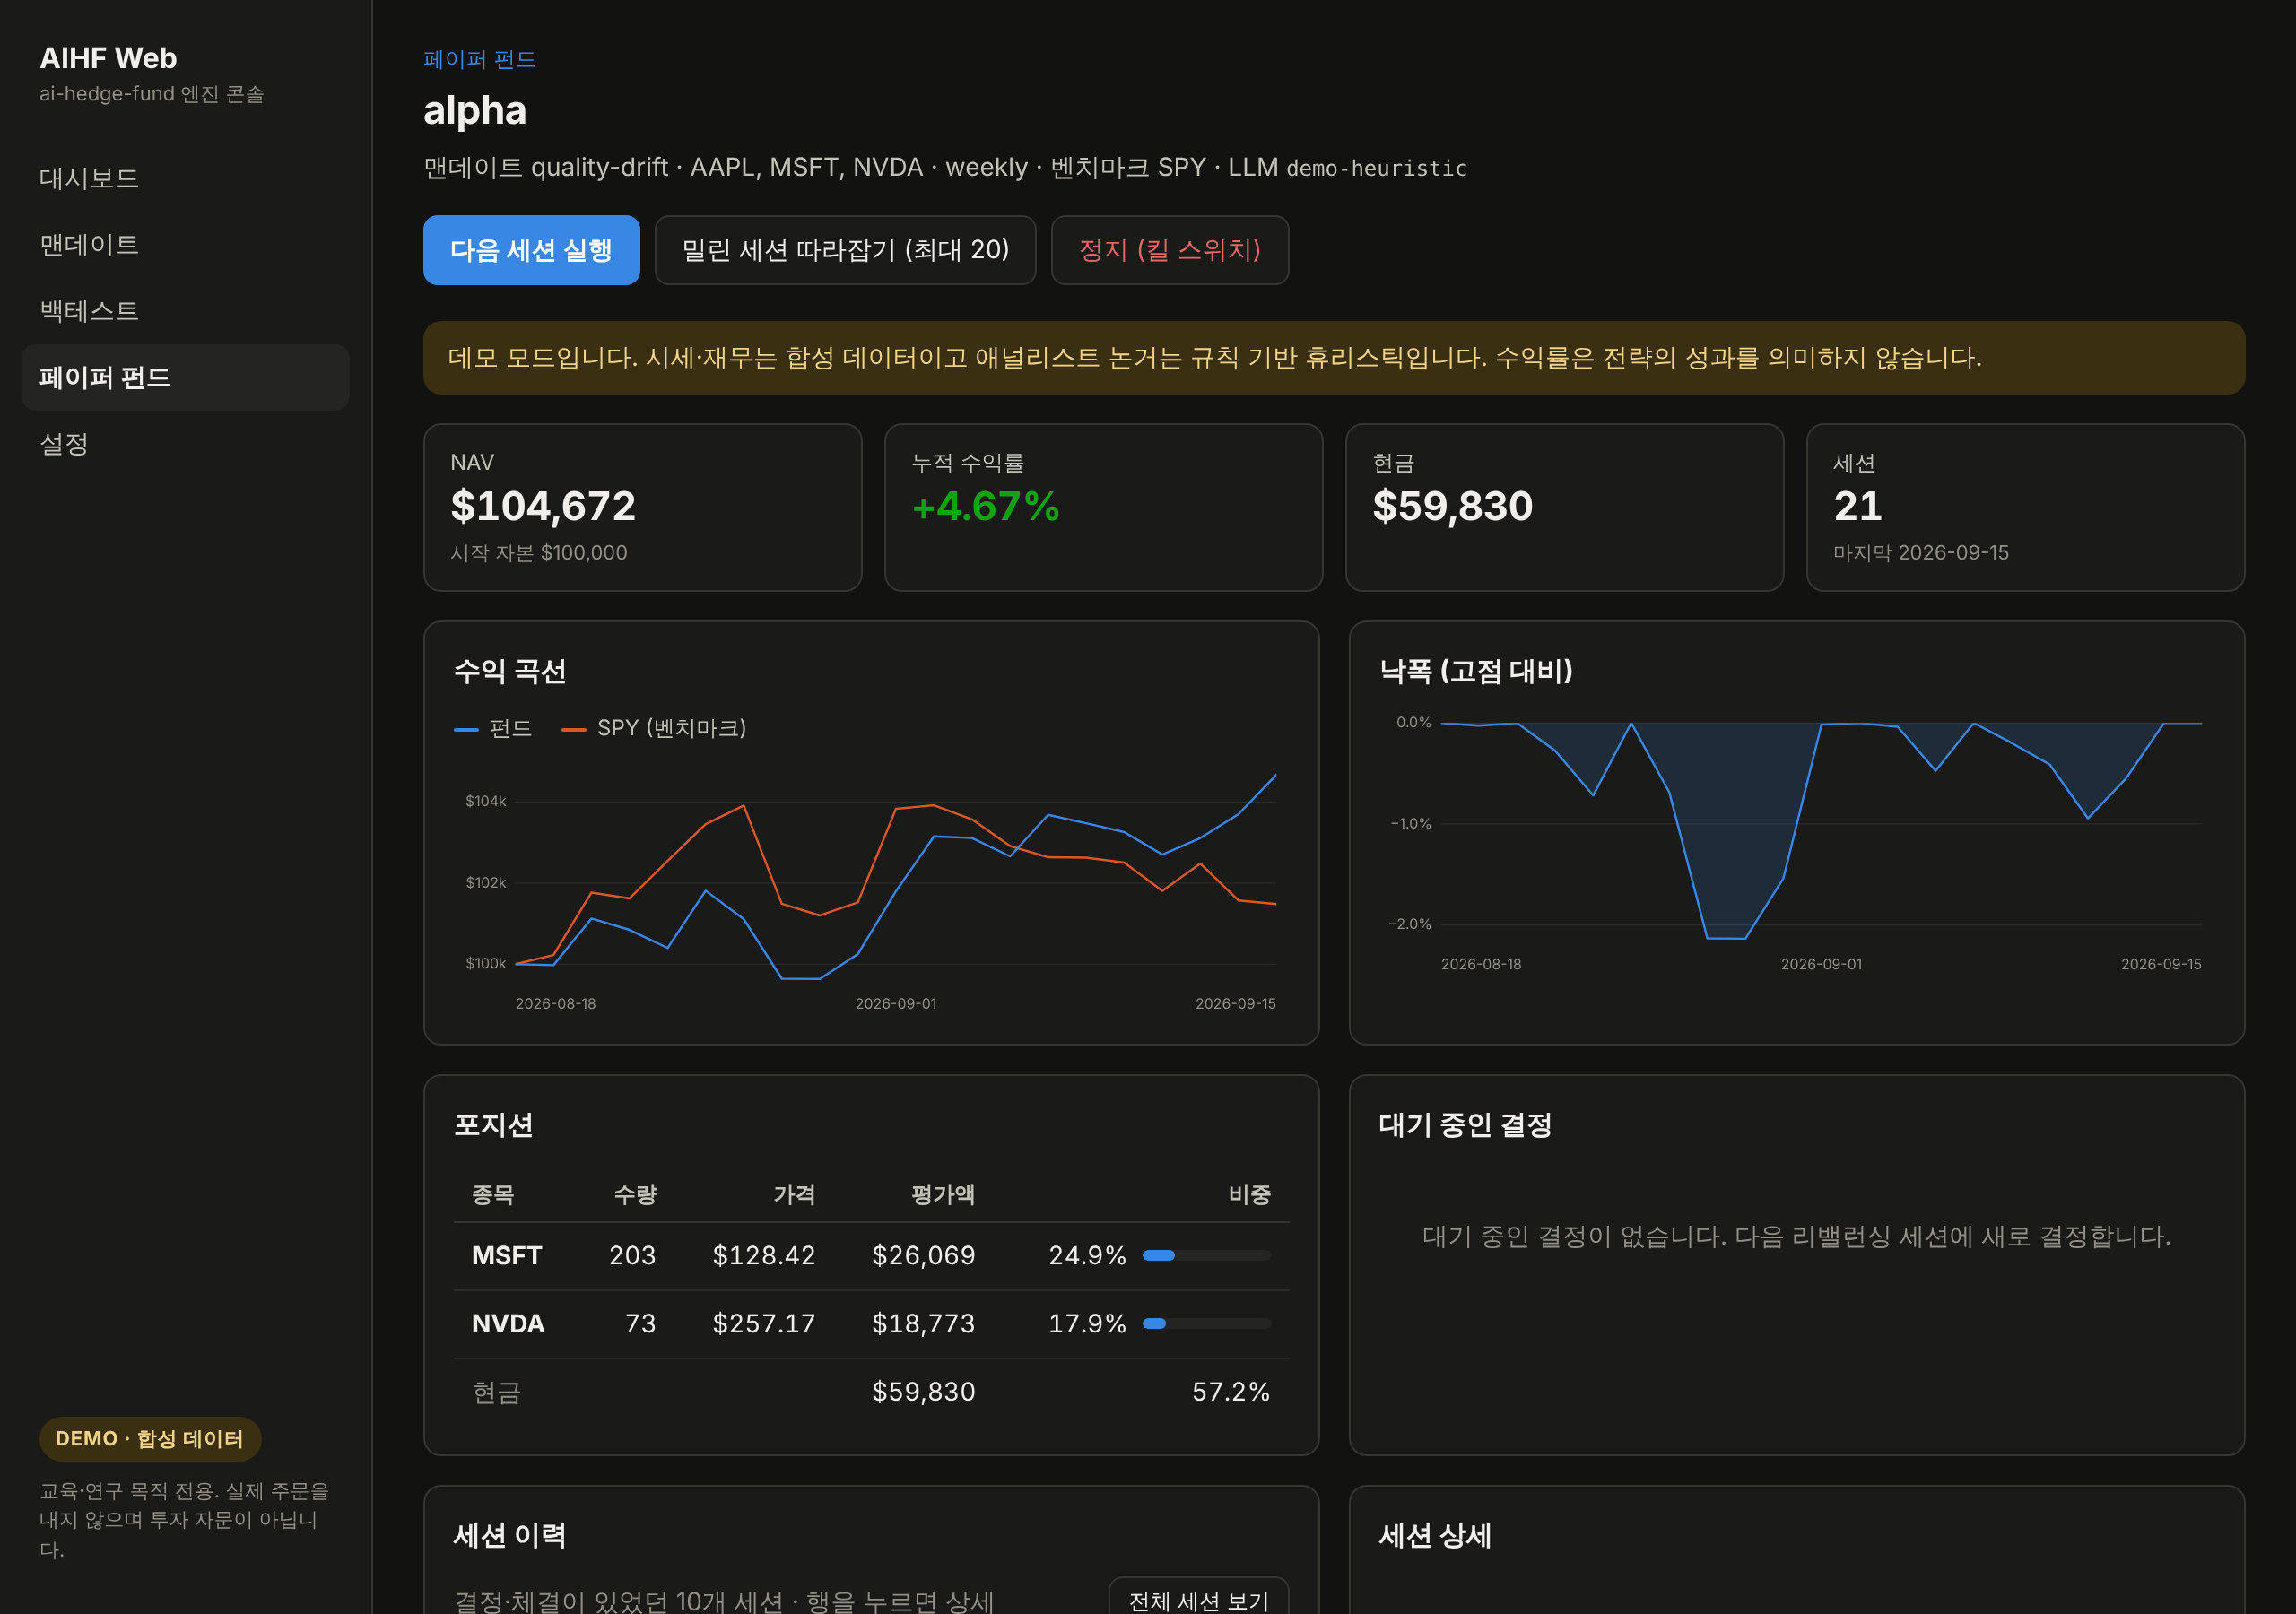 AIHF Web
ai-hedge-fund 엔진 콘솔
대시보드
맨데이트
백테스트
페이퍼 펀드
설정
DEMO · 합성 데이터
교육·연구 목적 전용. 실제 주문을
내지 않으며 투자 자문이 아닙니
다.
페이퍼 펀드
alpha
맨데이트 quality-drift · AAPL, MSFT, NVDA · weekly · 벤치마크 SPY · LLM demo-heuristic
다음 세션 실행
밀린 세션 따라잡기 (최대 20)
정지 (킬 스위치)
데모 모드입니다. 시세·재무는 합성 데이터이고 애널리스트 논거는 규칙 기반 휴리스틱입니다. 수익률은 전략의 성과를 의미하지 않습니다.
NAV
$104,672
시작 자본 $100,000
누적 수익률
+4.67%
현금
$59,830
세션
21
마지막 2026-09-15
수익 곡선
펀드 SPY (벤치마크)
$104k
$102k
$100k
2026-08-18 2026-09-01 2026-09-15
낙폭 (고점 대비)
0.0%
−1.0%
−2.0%
2026-08-18 2026-09-01 2026-09-15
포지션
종목 수량 가격 평가액 비중
MSFT 203 $128.42 $26,069 24.9%
NVDA 73 $257.17 $18,773 17.9%
현금 $59,830 57.2%
대기 중인 결정
대기 중인 결정이 없습니다. 다음 리밸런싱 세션에 새로 결정합니다.
세션 이력
결정·체결이 있었던 10개 세션 · 행을 누르면 상세
전체 세션 보기
세션 상세